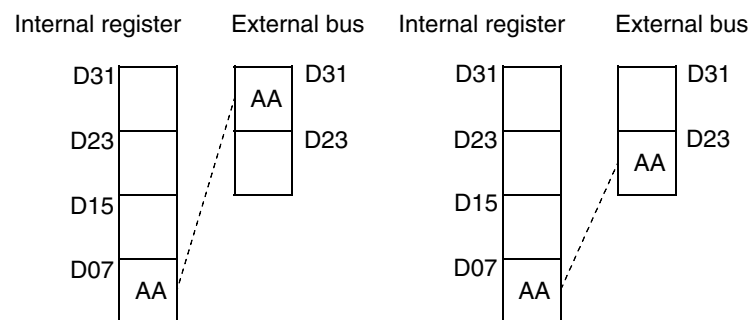 Internal register External bus Internal register External bus
D31 D31 D31 D31
AA
D23 D23 D23 D23
AA
D15 D15
D07 D07
AA AA